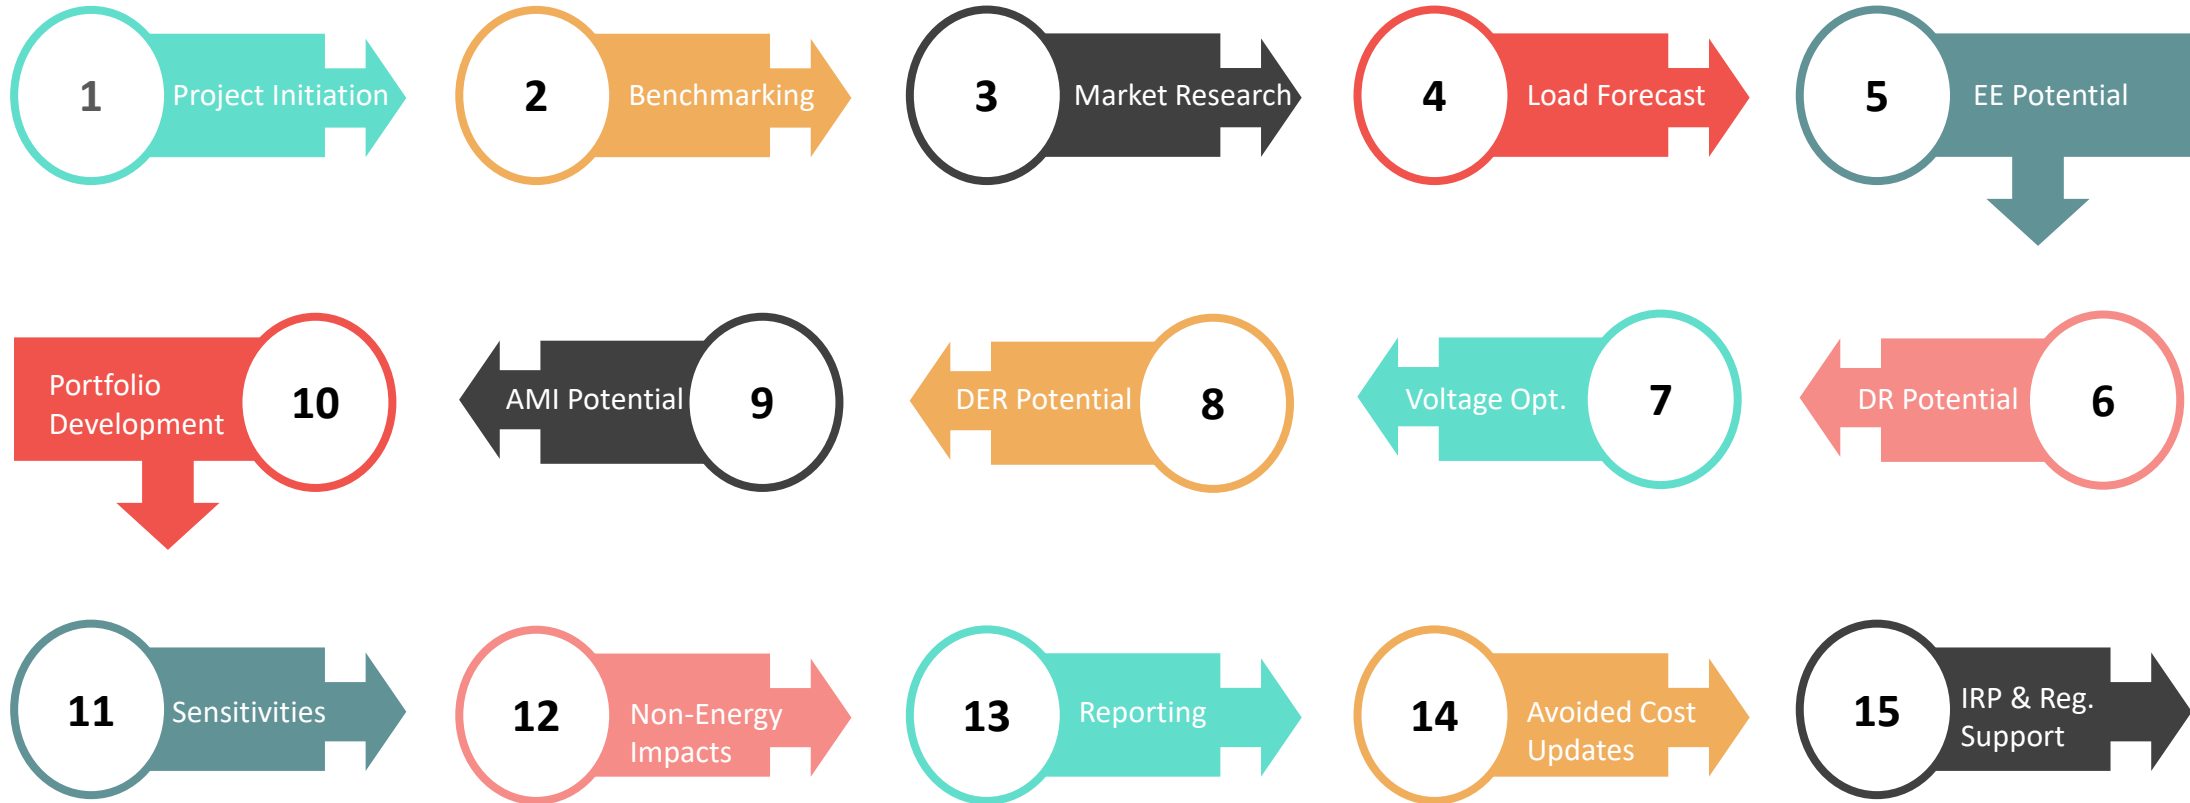 1
Project Initiation
2
Benchmarking
3
Market Research
4
Load Forecast
5
EE Potential
Portfolio
Development
10
AMI Potential
9
DER Potential
8
Voltage Opt.
7
DR Potential
6
11
Sensitivities
12
Non-Energy
Impacts
13
Reporting
14
Avoided Cost
Updates
15
IRP & Reg.
Support